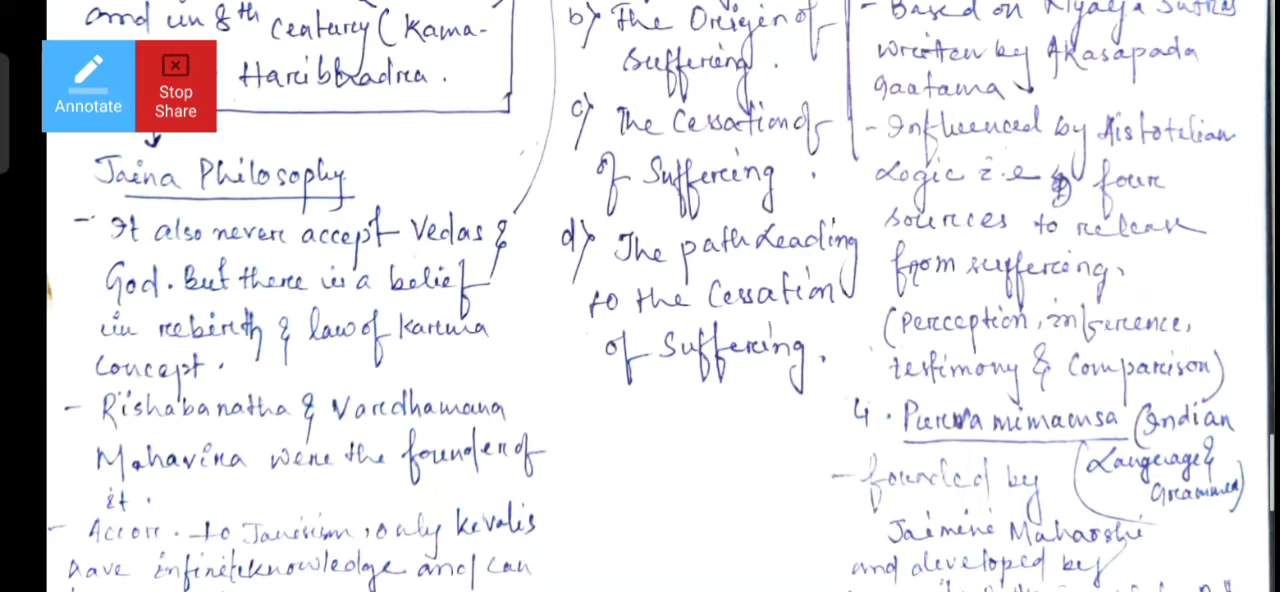 and in 8th century (Kama-
Haribhadra.
Annotate
Stop
Share
Jaina Philosophy
- It also never accept Vedas &
God. But there is a belief
in rebirth & law of Karma
concept.
- Rishabanatha & Vardhamana
Mahavira were the founder of
it.
- Accor. to Jainism, only kevalis
have infinite knowledge and can
b) The Origin of
Suffering.
c) The Cessation of
of Suffering.
d) The path Leading
to the Cessation
of Suffering.
- Based on Nyaya Sutras
written by Akasapada
gautama
- Influenced by Aistotelian
Logic i.e four
sources to release
from suffering,
(perception, inference,
testimony & Comparison)
4. Purva mimamsa (Indian
(Language &
Grammar)
- founded by
Jaimini Maharshi
and developed by